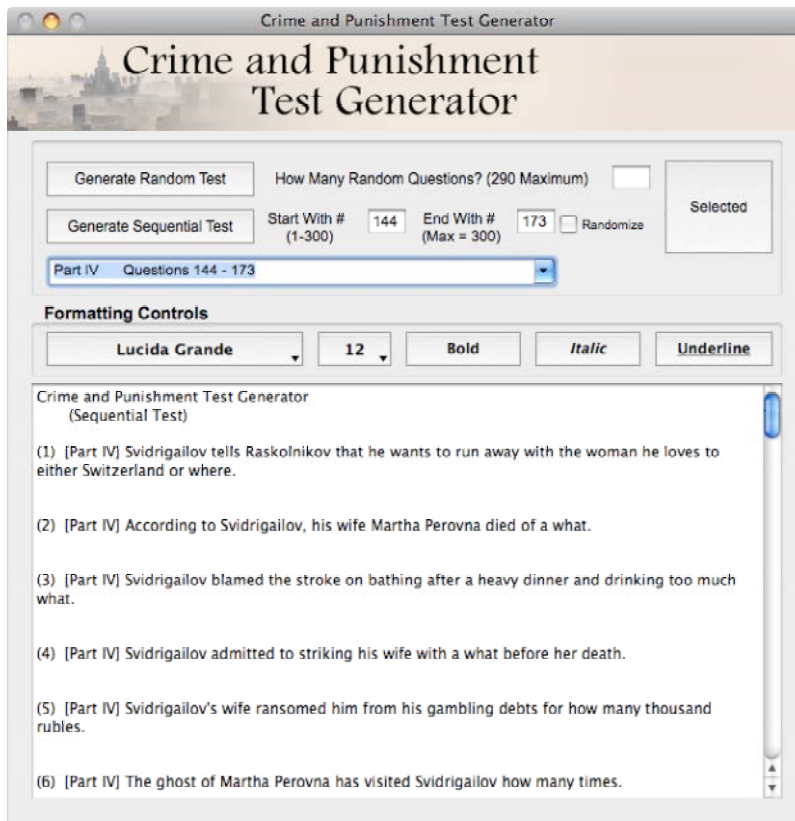 Crime and Punishment Test Generator
Crime and Punishment
Test Generator
Generate Random Test
How Many Random Questions? (290 Maximum)
Selected
Generate Sequential Test
Start With #
(1-300)
144
End With #
(Max = 300)
173
Randomize
Part IV Questions 144 - 173
Formatting Controls
Lucida Grande
12
Bold
Italic
Underline
Crime and Punishment Test Generator
(Sequential Test)
(1) [Part IV] Svidrigailov tells Raskolnikov that he wants to run away with the woman he loves to
either Switzerland or where.
(2) [Part IV] According to Svidrigailov, his wife Martha Perovna died of a what.
(3) [Part IV] Svidrigailov blamed the stroke on bathing after a heavy dinner and drinking too much
what.
(4) [Part IV] Svidrigailov admitted to striking his wife with a what before her death.
(5) [Part IV] Svidrigailov's wife ransomed him from his gambling debts for how many thousand
rubles.
(6) [Part IV] The ghost of Martha Perovna has visited Svidrigailov how many times.